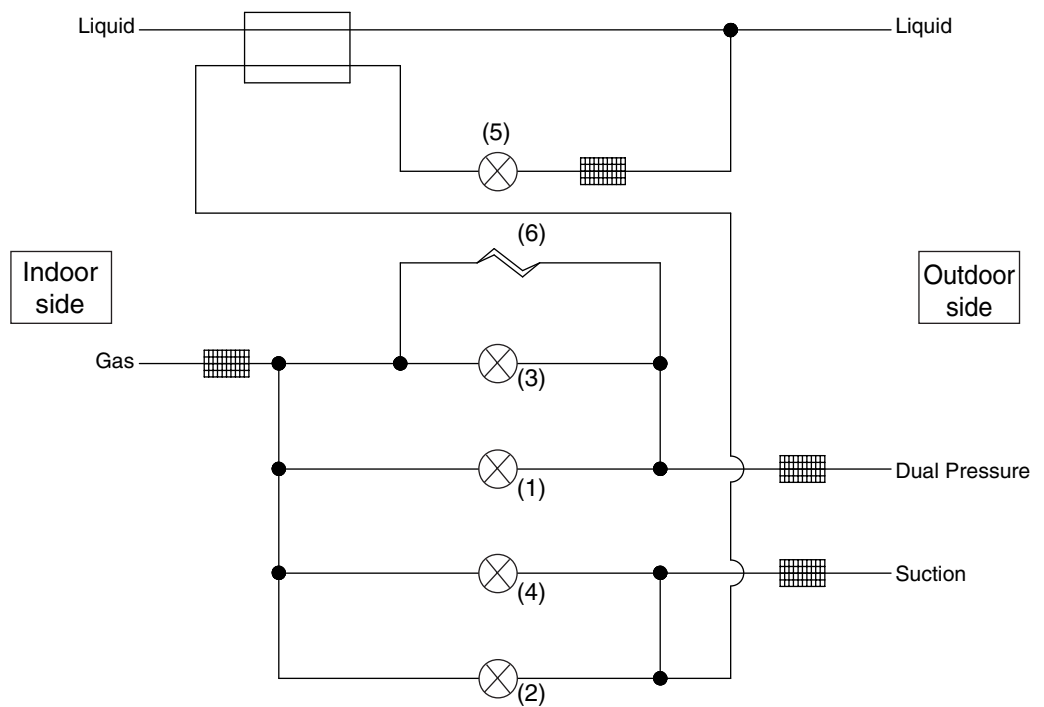 Liquid
Liquid
(5)
(6)
Indoor
side
Outdoor
side
Gas
(3)
(1)
Dual Pressure
(4)
Suction
(2)